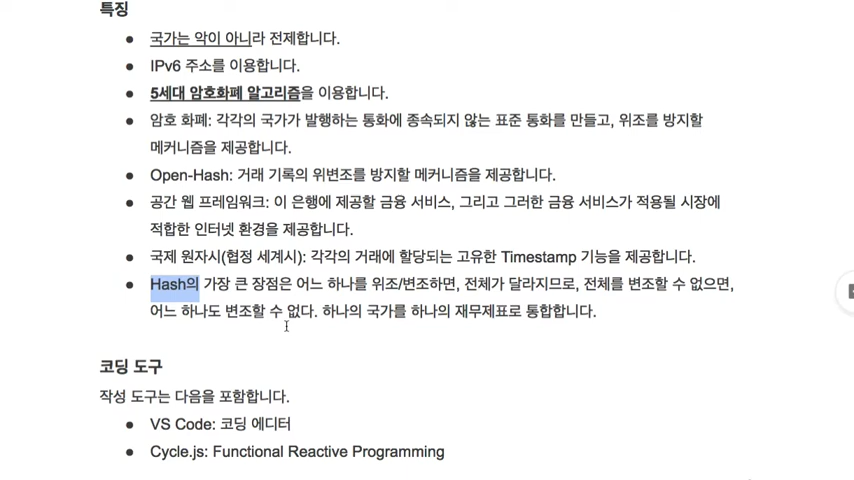 특징
● 국가는 악이 아니라 전제합니다.
● IPv6 주소를 이용합니다.
● 5세대 암호화폐 알고리즘을 이용합니다.
● 암호 화폐: 각각의 국가가 발행하는 통화에 종속되지 않는 표준 통화를 만들고, 위조를 방지할
메커니즘을 제공합니다.
● Open-Hash: 거래 기록의 위변조를 방지할 메커니즘을 제공합니다.
● 공간 웹 프레임워크: 이 은행에 제공할 금융 서비스, 그리고 그러한 금융 서비스가 적용될 시장에
적합한 인터넷 환경을 제공합니다.
● 국제 원자시(협정 세계시): 각각의 거래에 할당되는 고유한 Timestamp 기능을 제공합니다.
● Hash의 가장 큰 장점은 어느 하나를 위조/변조하면, 전체가 달라지므로, 전체를 변조할 수 없으면,
어느 하나도 변조할 수 없다. 하나의 국가를 하나의 재무제표로 통합합니다.
코딩 도구
작성 도구는 다음을 포함합니다.
● VS Code: 코딩 에디터
● Cycle.js: Functional Reactive Programming